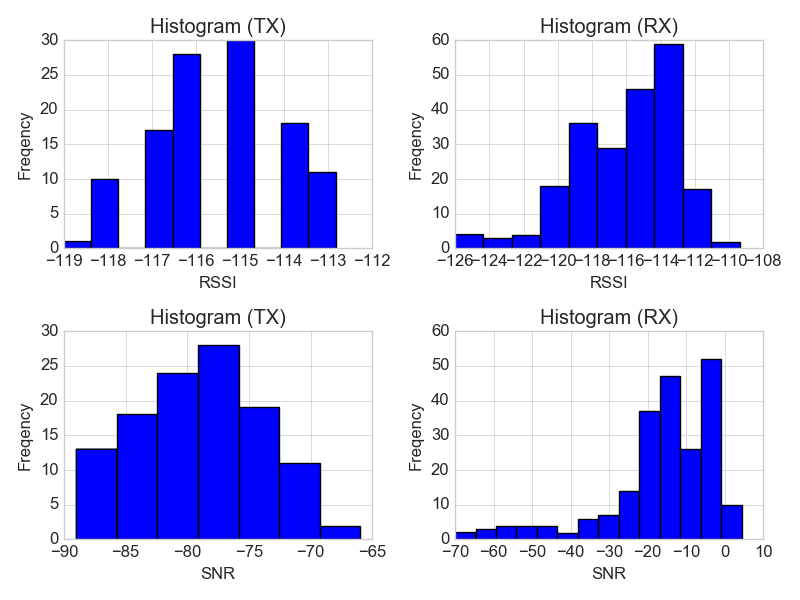 Histogram (TX)
30
25
20
15
10
5
0
Freqency
−119 −118 −117 −116 −115 −114 −113 −112
RSSI
Histogram (RX)
60
50
40
30
20
10
0
Freqency
−126 −124 −122 −120 −118 −116 −114 −112 −110 −108
RSSI
Histogram (TX)
30
25
20
15
10
5
0
Freqency
−90 −85 −80 −75 −70 −65
SNR
Histogram (RX)
60
50
40
30
20
10
0
Freqency
−70 −60 −50 −40 −30 −20 −10 0 10
SNR